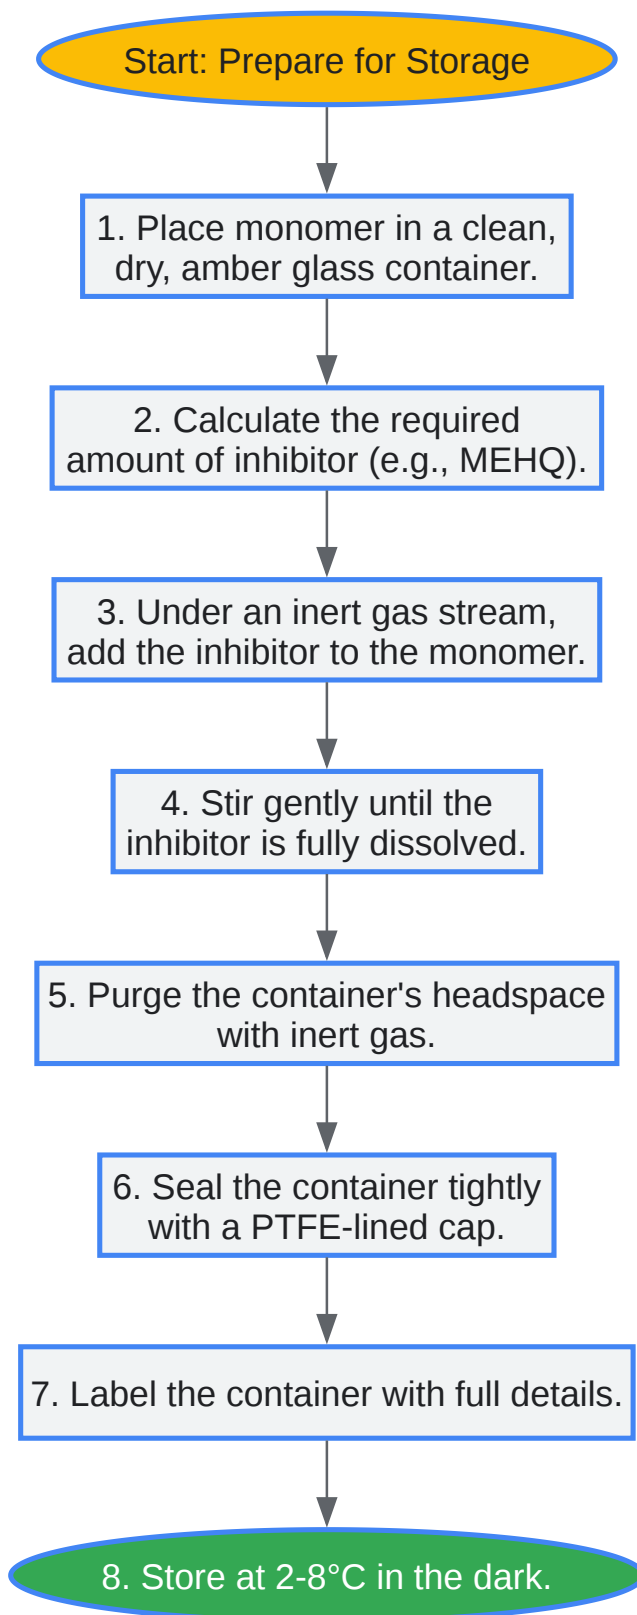 Start: Prepare for Storage
1. Place monomer in a clean,
dry, amber glass container.
2. Calculate the required
amount of inhibitor (e.g., MEHQ).
3. Under an inert gas stream,
add the inhibitor to the monomer.
4. Stir gently until the
inhibitor is fully dissolved.
5. Purge the container's headspace
with inert gas.
6. Seal the container tightly
with a PTFE-lined cap.
7. Label the container with full details.
8. Store at 2-8°C in the dark.